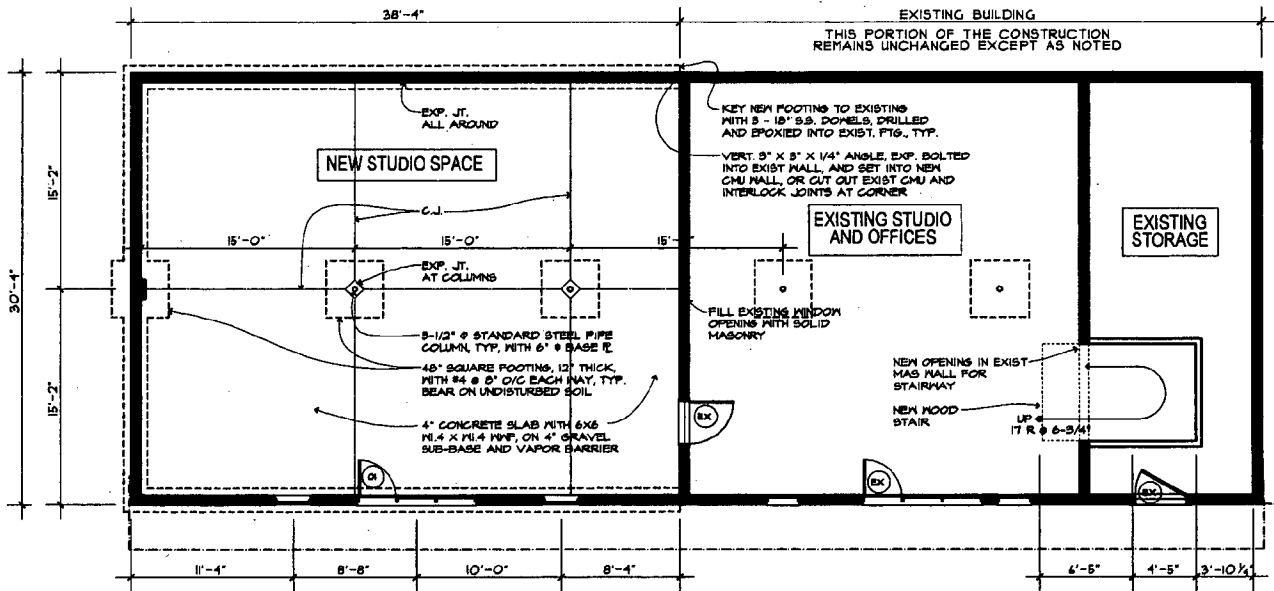 38'-4"
EXISTING BUILDING
THIS PORTION OF THE CONSTRUCTION
REMAINS UNCHANGED EXCEPT AS NOTED
EXP. JT.
ALL AROUND
KEY NEW FOOTING TO EXISTING
WITH 3 - 18" S.S. DOWELS, DRILLED
AND EPOXIED INTO EXIST. FTG., TYP.
NEW STUDIO SPACE
VERT. 3" X 3" X 1/4" ANGLE, EXP. BOLTED
INTO EXIST WALL, AND SET INTO NEW
CMU WALL, OR CUT OUT EXIST CMU AND
INTERLOCK JOINTS AT CORNER
15'-2"
C.J.
EXISTING STUDIO
AND OFFICES
EXISTING
STORAGE
15'-0"
15'-0"
15'-
EXP. JT.
AT COLUMNS
30'-4"
FILL EXISTING WINDOW
OPENING WITH SOLID
MASONRY
3-1/2" φ STANDARD STEEL PIPE
COLUMN, TYP, WITH 6" φ BASE PL
48" SQUARE FOOTING, 12" THICK,
WITH #4 @ 8" O/C EACH WAY, TYP.
BEAR ON UNDISTURBED SOIL
NEW OPENING IN EXIST
MAS WALL FOR
STAIRWAY
15'-2"
NEW WOOD
STAIR
UP
17 R @ 6-3/4"
EX
4" CONCRETE SLAB WITH 6X6
W1.4 X W1.4 WWF, ON 4" GRAVEL
SUB-BASE AND VAPOR BARRIER
01
EX
EX
11'-4"
8'-8"
10'-0"
8'-4"
6'-5"
4'-5"
3'-10 1/4"